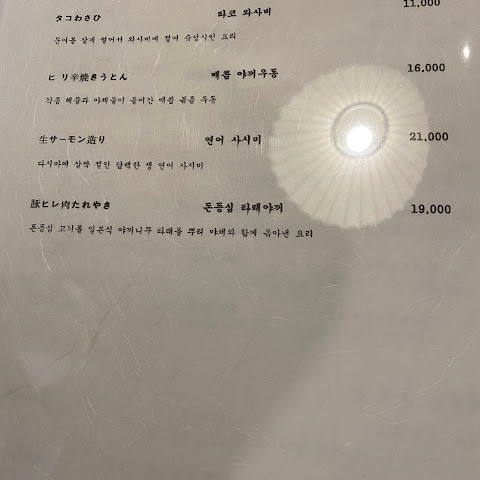 タコわさび 타코 와사비 11,000
문어를 잘게 썰어서 와사비에 절여 숙성시킨 요리
ヒリ辛焼きうどん 매콤 야끼우동 16,000
각종 해물과 야채들이 들어간 매콤 볶음 우동
生サーモン造り 연어 사시미 21,000
다시마에 살짝 절인 담백한 생 연어 사시미
豚ヒレ肉たれやき 돈등심 타래야끼 19,000
돈등심 고기를 일본식 야끼니꾸 타래를 뿌려 야채와 함께 볶아낸 요리